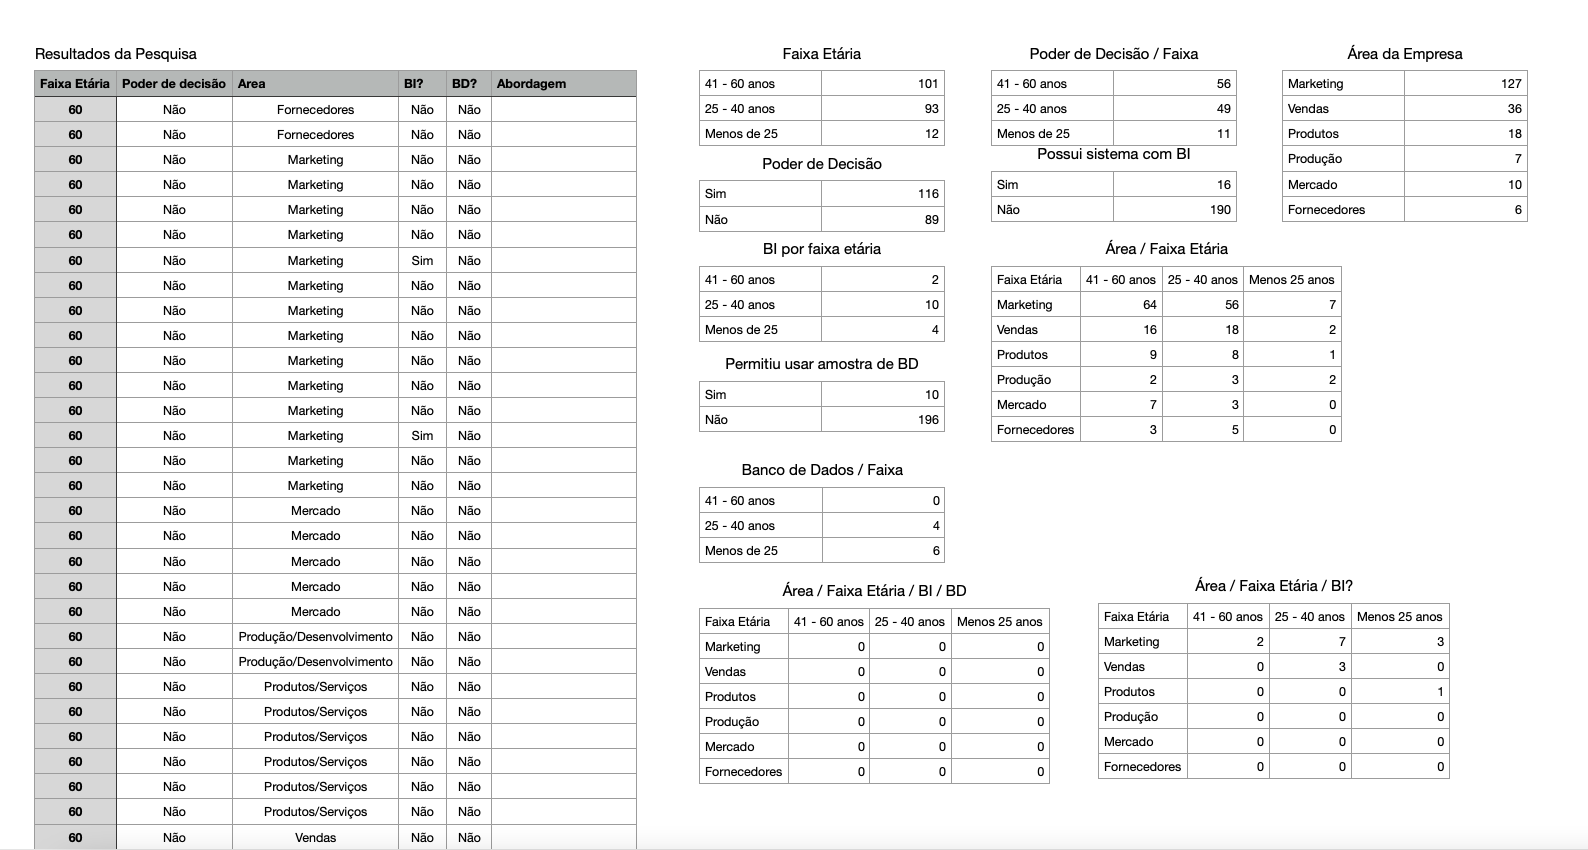 Resultados da Pesquisa
Faixa Etária Poder de decisão Area BI? BD? Abordagem
60 Não Fornecedores Não Não
60 Não Fornecedores Não Não
60 Não Marketing Não Não
60 Não Marketing Não Não
60 Não Marketing Não Não
60 Não Marketing Não Não
60 Não Marketing Sim Não
60 Não Marketing Não Não
60 Não Marketing Não Não
60 Não Marketing Não Não
60 Não Marketing Não Não
60 Não Marketing Não Não
60 Não Marketing Não Não
60 Não Marketing Sim Não
60 Não Marketing Não Não
60 Não Marketing Não Não
60 Não Mercado Não Não
60 Não Mercado Não Não
60 Não Mercado Não Não
60 Não Mercado Não Não
60 Não Mercado Não Não
60 Não Produção/Desenvolvimento Não Não
60 Não Produção/Desenvolvimento Não Não
60 Não Produtos/Serviços Não Não
60 Não Produtos/Serviços Não Não
60 Não Produtos/Serviços Não Não
60 Não Produtos/Serviços Não Não
60 Não Produtos/Serviços Não Não
60 Não Produtos/Serviços Não Não
60 Não Vendas Não Não
Faixa Etária
41 - 60 anos 101
25 - 40 anos 93
Menos de 25 12
Poder de Decisão
Sim 116
Não 89
BI por faixa etária
41 - 60 anos 2
25 - 40 anos 10
Menos de 25 4
Permitiu usar amostra de BD
Sim 10
Não 196
Banco de Dados / Faixa
41 - 60 anos 0
25 - 40 anos 4
Menos de 25 6
Área / Faixa Etária / BI / BD
Faixa Etária 41 - 60 anos 25 - 40 anos Menos 25 anos
Marketing 0 0 0
Vendas 0 0 0
Produtos 0 0 0
Produção 0 0 0
Mercado 0 0 0
Fornecedores 0 0 0
Poder de Decisão / Faixa
41 - 60 anos 56
25 - 40 anos 49
Menos de 25 11
Possui sistema com BI
Sim 16
Não 190
Área da Empresa
Marketing 127
Vendas 36
Produtos 18
Produção 7
Mercado 10
Fornecedores 6
Área / Faixa Etária
Faixa Etária 41 - 60 anos 25 - 40 anos Menos 25 anos
Marketing 64 56 7
Vendas 16 18 2
Produtos 9 8 1
Produção 2 3 2
Mercado 7 3 0
Fornecedores 3 5 0
Área / Faixa Etária / BI?
Faixa Etária 41 - 60 anos 25 - 40 anos Menos 25 anos
Marketing 2 7 3
Vendas 0 3 0
Produtos 0 0 1
Produção 0 0 0
Mercado 0 0 0
Fornecedores 0 0 0